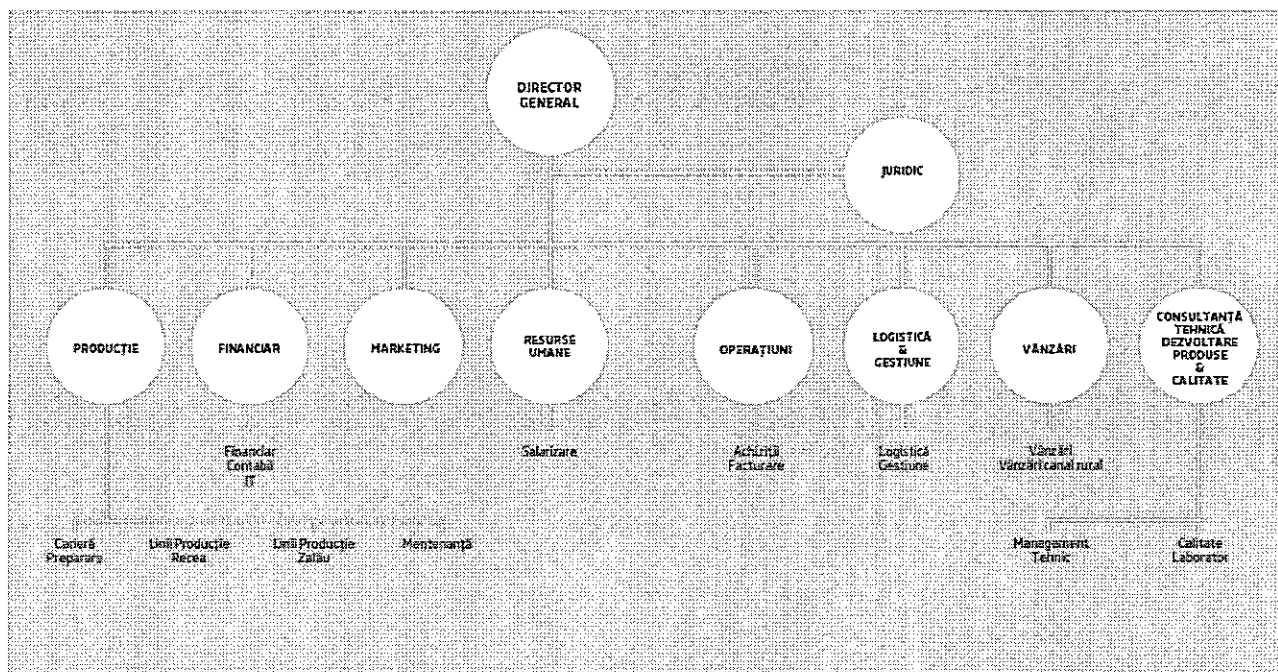 DIRECTOR
GENERAL
JURIDIC
PRODUCȚIE
FINANCIAR
MARKETING
RESURSE
UMANE
OPERAȚIUNI
LOGISTICĂ
&
GESTIUNE
VÂNZĂRI
CONSULTANȚĂ
TEHNICĂ
DEZVOLTARE
PRODUSE
&
CALITATE
Financiar
Contabil
IT
Salarizare
Achiziții
Facturare
Logistică
Gestiune
Vânzări
Vânzări canal rural
Carieră
Preparare
Linii Producție
Recea
Linii Producție
Zalău
Mentenanță
Management
Tehnic
Calitate
Laborator